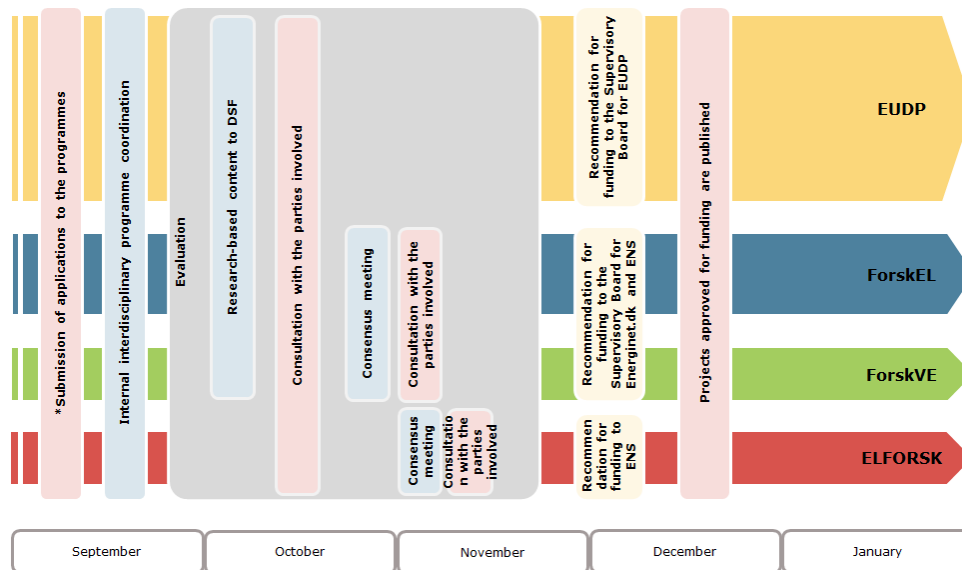 *Submission of applications to the programmes
Internal interdisciplinary programme coordination
Evaluation
Research-based content to DSF
Consultation with the parties involved
Consensus meeting
Consultation with the
parties involved
Consensus
meeting
Consultatio
n with the
parties
involved
Recommendation for
funding to the Supervisory
Board for EUDP
Recommendation for
funding to the
Supervisory Board for
Energinet.dk and ENS
Recommen
dation for
funding to
ENS
Projects approved for funding are published
EUDP
ForskEL
ForskVE
ELFORSK
September
October
November
December
January